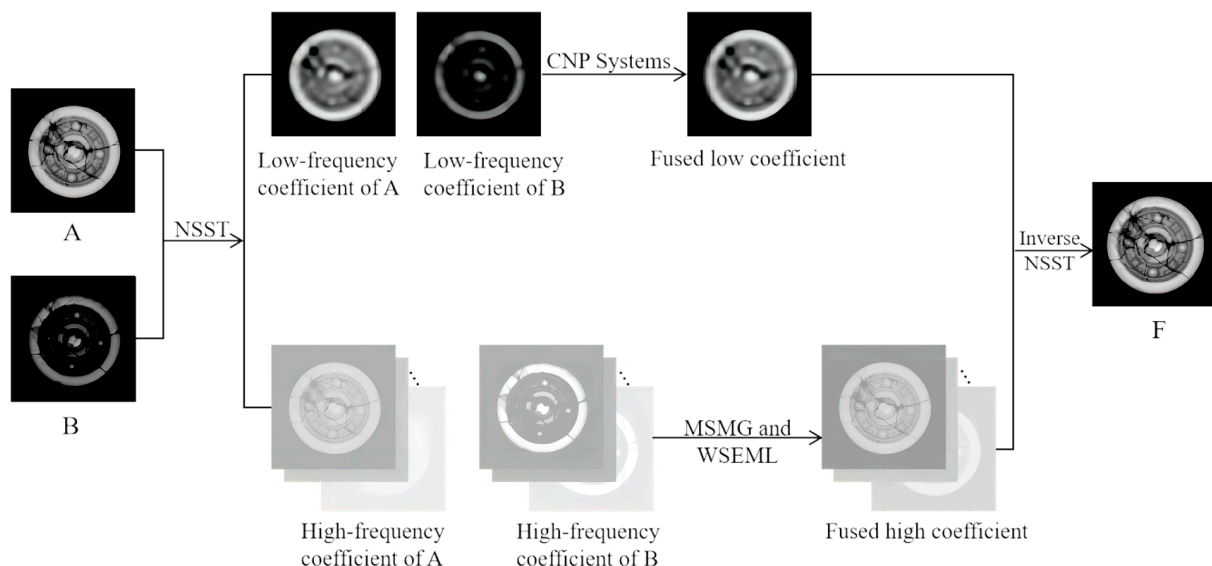 A
B
NSST
Low-frequency
coefficient of A
Low-frequency
coefficient of B
CNP Systems
Fused low coefficient
High-frequency
coefficient of A
High-frequency
coefficient of B
MSMG and
WSEML
Fused high coefficient
Inverse
NSST
F